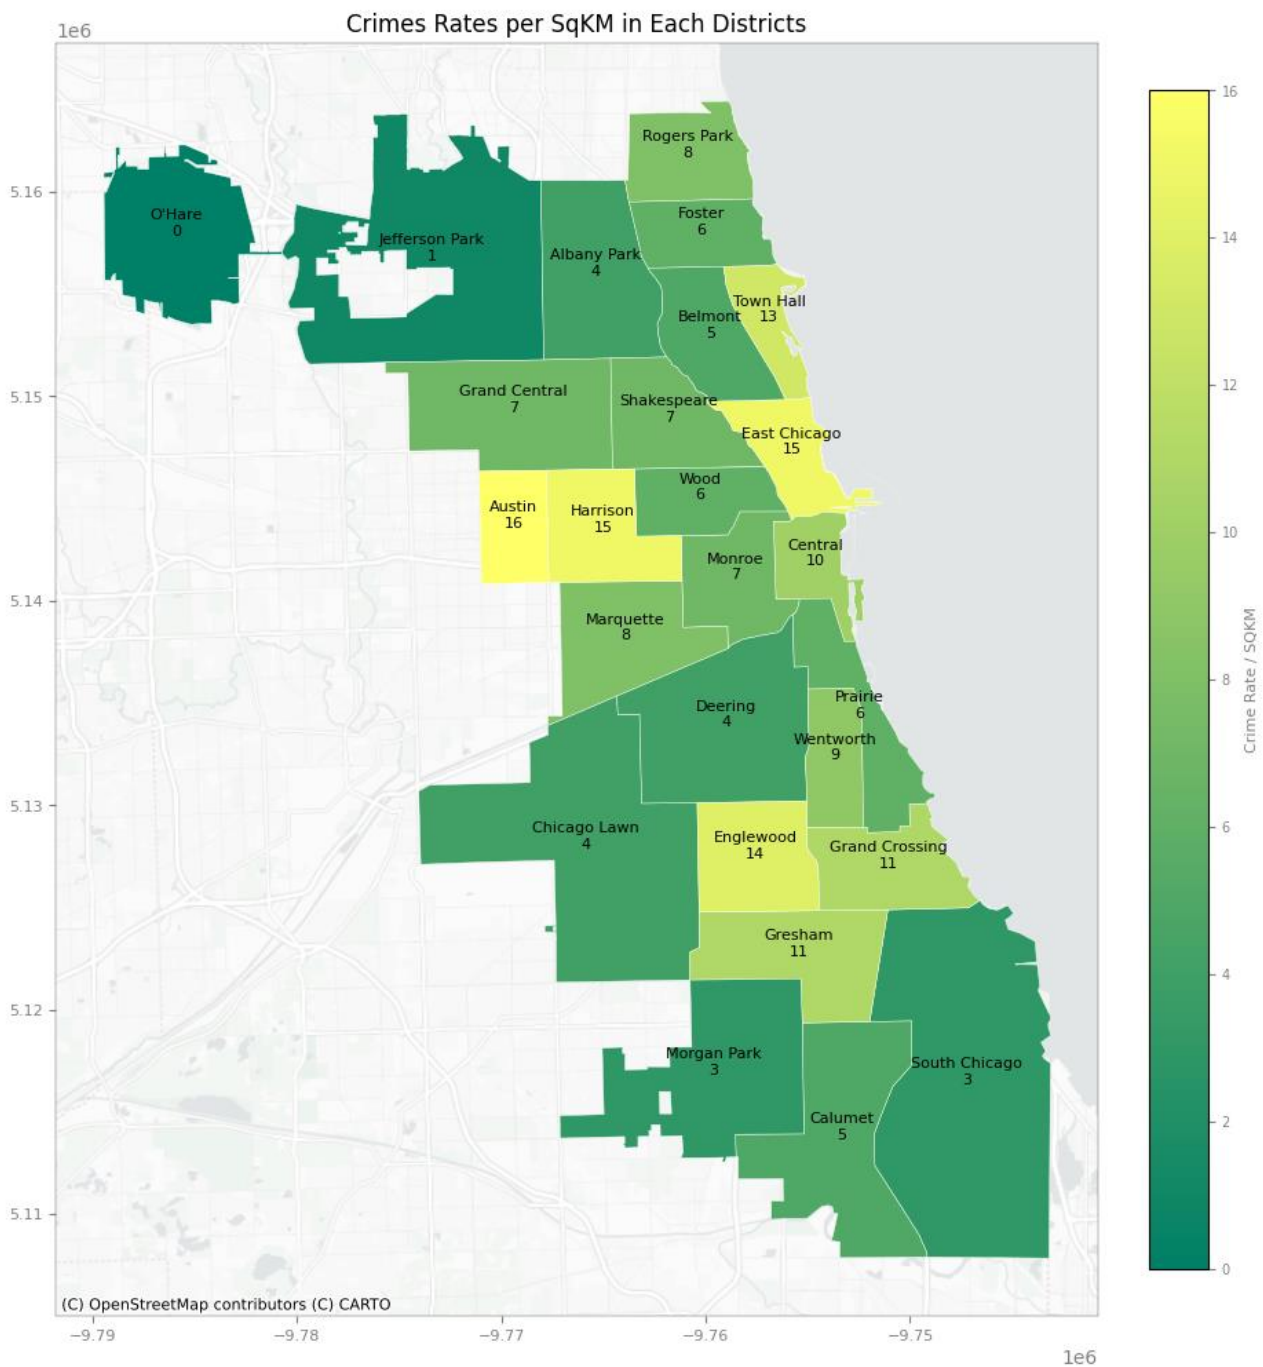 Crimes Rates per SqKM in Each Districts
1e6
16
Rogers Park
8
5.16
O'Hare
0
Foster
6
Jefferson Park
1
Albany Park
4
14
Town Hall
13
Belmont
5
5.15
12
Grand Central
7
Shakespeare
7
East Chicago
15
Wood
6
Austin
16
Harrison
15
10
Central
10
Monroe
7
5.14
Marquette
8
8
Crime Rate / SQKM
Prairie
6
Deering
4
Wentworth
9
5.13
6
Chicago Lawn
4
Englewood
14
Grand Crossing
11
Gresham
11
4
5.12
Morgan Park
3
South Chicago
3
2
Calumet
5
5.11
0
(C) OpenStreetMap contributors (C) CARTO
−9.79
−9.78
−9.77
−9.76
−9.75
1e6